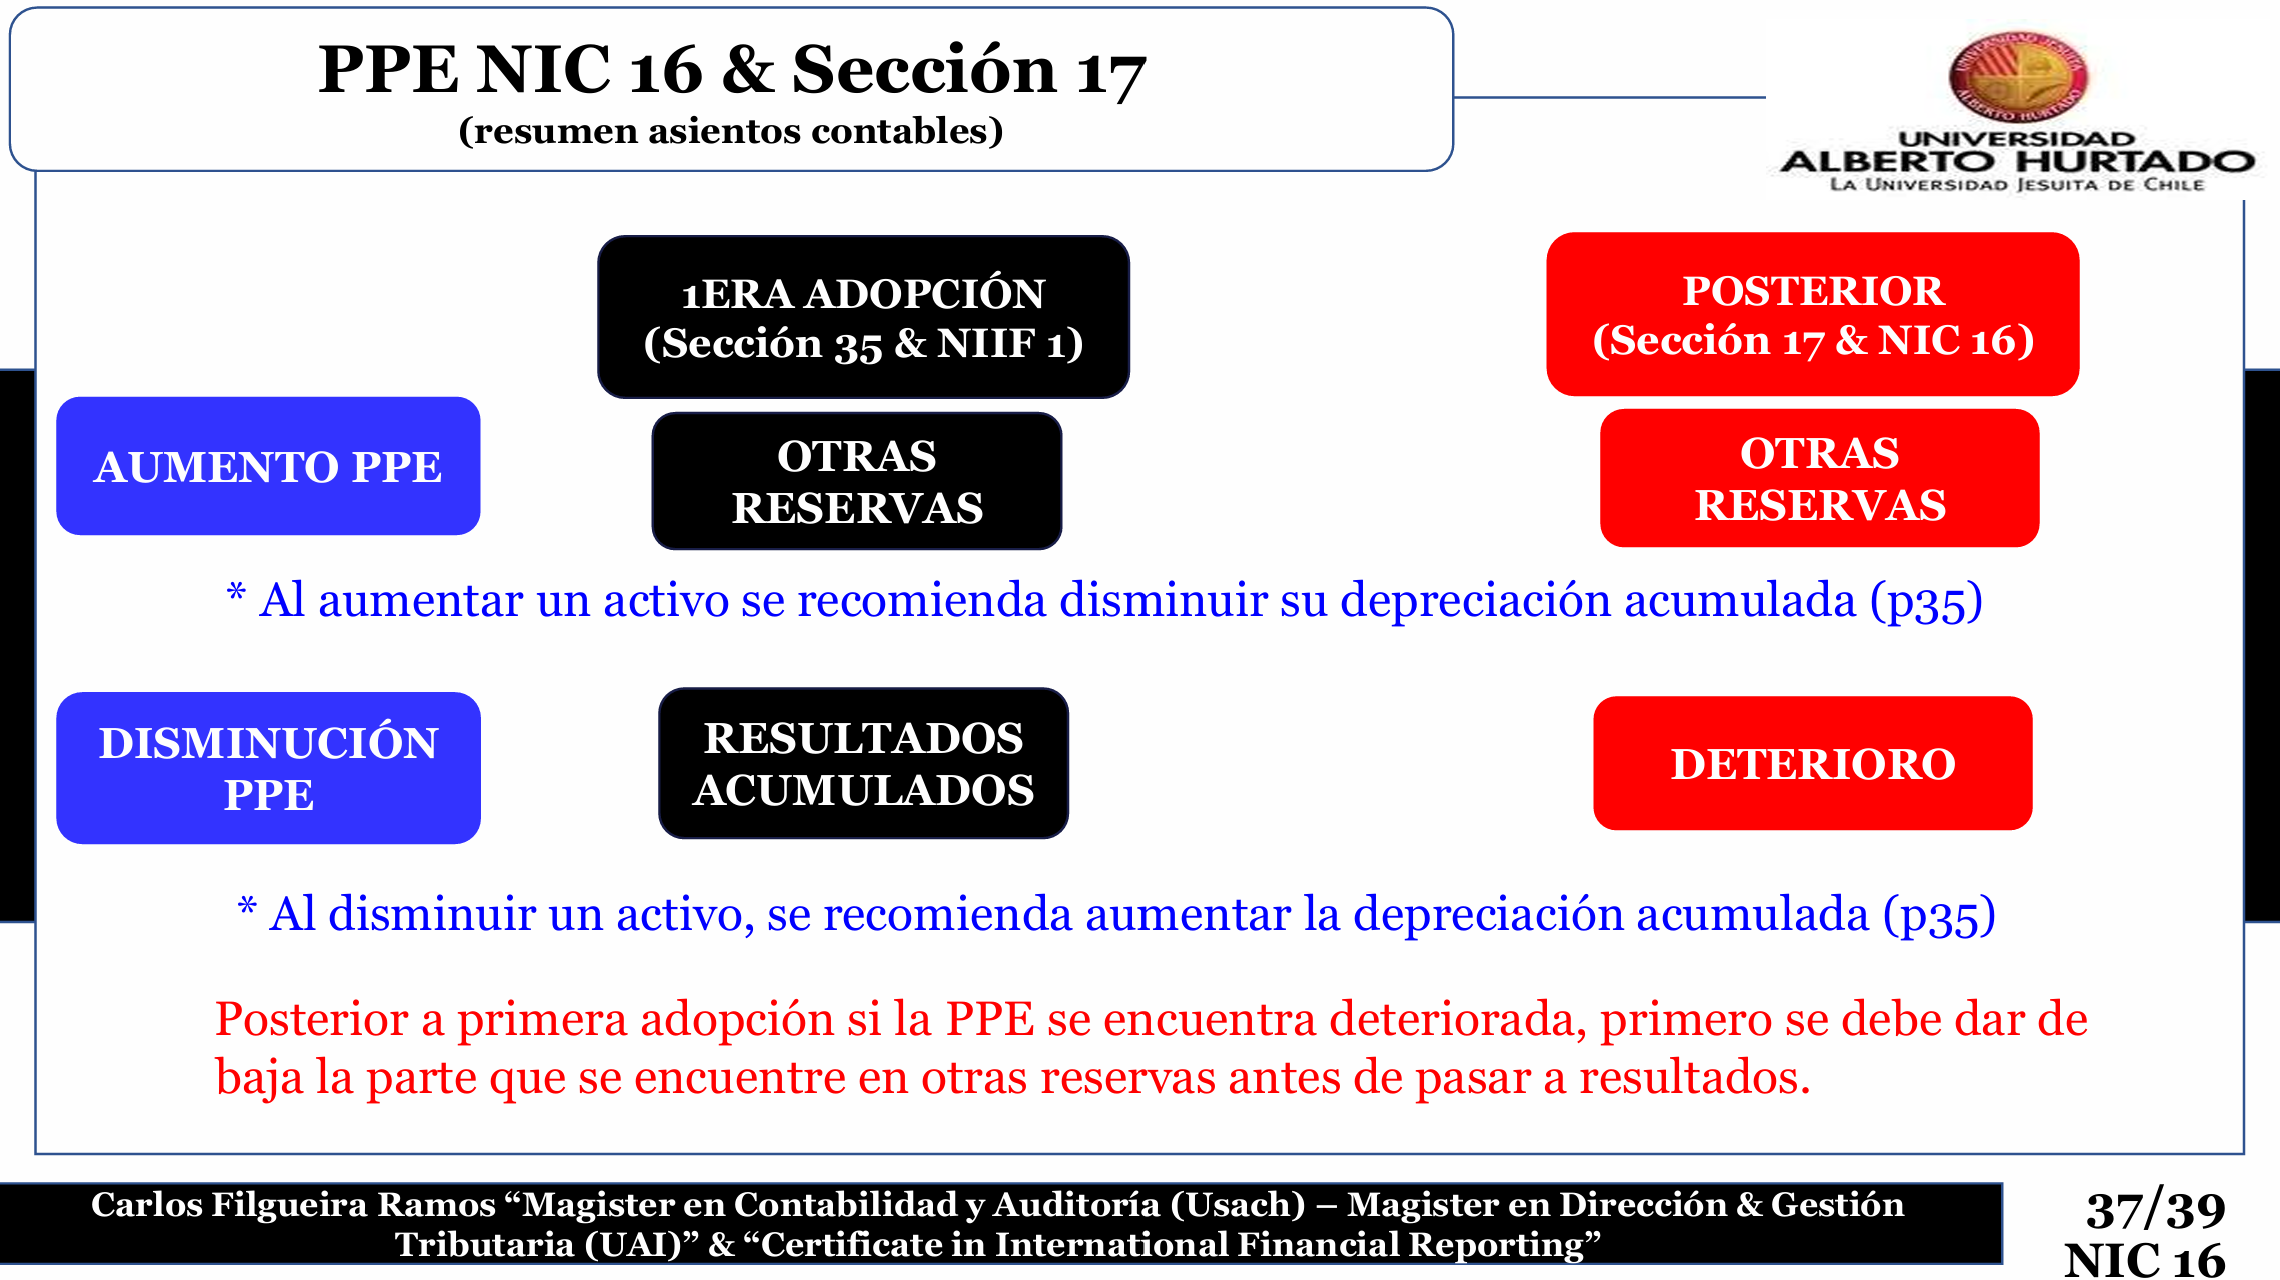 PPE NIC 16 & Sección 17
(resumen asientos contables)
UNIVERSIDAD JESUITA
ALBERTO HURTADO
UNIVERSIDAD
ALBERTO HURTADO
LA UNIVERSIDAD JESUITA DE CHILE
1ERA ADOPCIÓN
(Sección 35 & NIIF 1)
POSTERIOR
(Sección 17 & NIC 16)
AUMENTO PPE
OTRAS
RESERVAS
OTRAS
RESERVAS
* Al aumentar un activo se recomienda disminuir su depreciación acumulada (p35)
DISMINUCIÓN
PPE
RESULTADOS
ACUMULADOS
DETERIORO
* Al disminuir un activo, se recomienda aumentar la depreciación acumulada (p35)
Posterior a primera adopción si la PPE se encuentra deteriorada, primero se debe dar de
baja la parte que se encuentre en otras reservas antes de pasar a resultados.
Carlos Filgueira Ramos “Magister en Contabilidad y Auditoría (Usach) – Magister en Dirección & Gestión
Tributaria (UAI)” & “Certificate in International Financial Reporting”
37/39
NIC 16